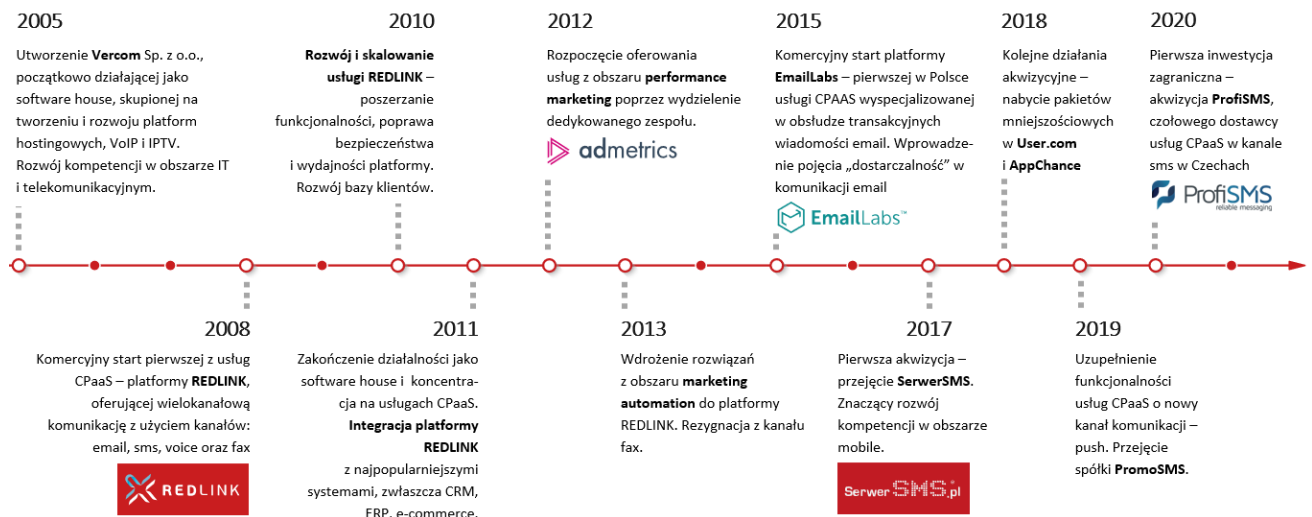 2005
Utworzenie Vercom Sp. z o.o.,
początkowo działającej jako
software house, skupionej na
tworzeniu i rozwoju platform
hostingowych, VoIP i IPTV.
Rozwój kompetencji w obszarze IT
i telekomunikacyjnym.
2010
Rozwój i skalowanie
usługi REDLINK –
poszerzanie
funkcjonalności, poprawa
bezpieczeństwa
i wydajności platformy.
Rozwój bazy klientów.
2012
Rozpoczęcie oferowania
usług z obszaru performance
marketing poprzez wydzielenie
dedykowanego zespołu.
admetrics
2015
Komercyjny start platformy
EmailLabs – pierwszej w Polsce
usługi CPAAS wyspecjalizowanej
w obsłudze transakcyjnych
wiadomości email. Wprowadze-
nie pojęcia „dostarczalność” w
komunikacji email
EmailLabs™
2018
Kolejne działania
akwizycyjne –
nabycie pakietów
mniejszościowych
w User.com
i AppChance
2020
Pierwsza inwestycja
zagraniczna –
akwizycja ProfiSMS,
czołowego dostawcy
usług CPaaS w kanale
sms w Czechach
ProfiSMS
reliable messaging
2008
Komercyjny start pierwszej z usług
CPaaS – platformy REDLINK,
oferującej wielokanałową
komunikację z użyciem kanałów:
email, sms, voice oraz fax
REDLINK
2011
Zakończenie działalności jako
software house i koncentra-
cja na usługach CPaaS.
Integracja platformy
REDLINK
z najpopularniejszymi
systemami, zwłaszcza CRM,
ERP, e-commerce.
2013
Wdrożenie rozwiązań
z obszaru marketing
automation do platformy
REDLINK. Rezygnacja z kanału
fax.
2017
Pierwsza akwizycja –
przejęcie SerwerSMS.
Znaczący rozwój
kompetencji w obszarze
mobile.
Serwer SMS.pl
2019
Uzupełnienie
funkcjonalności
usług CPaaS o nowy
kanał komunikacji –
push. Przejęcie
spółki PromoSMS.